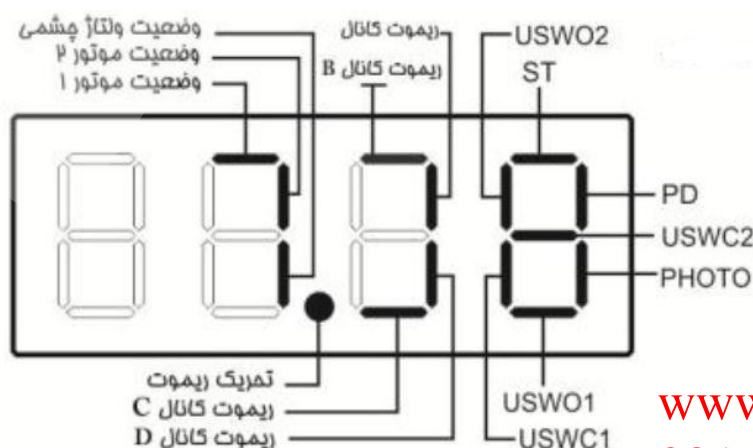 وضعیت ولتاژ چشمی
وضعیت موتور ۲
وضعیت موتور ۱
ریموت کانال
ریموت کانال B
USWO2
ST
PD
USWC2
PHOTO
تحریک ریموت
ریموت کانال C
ریموت کانال D
USWO1
USWC1
www